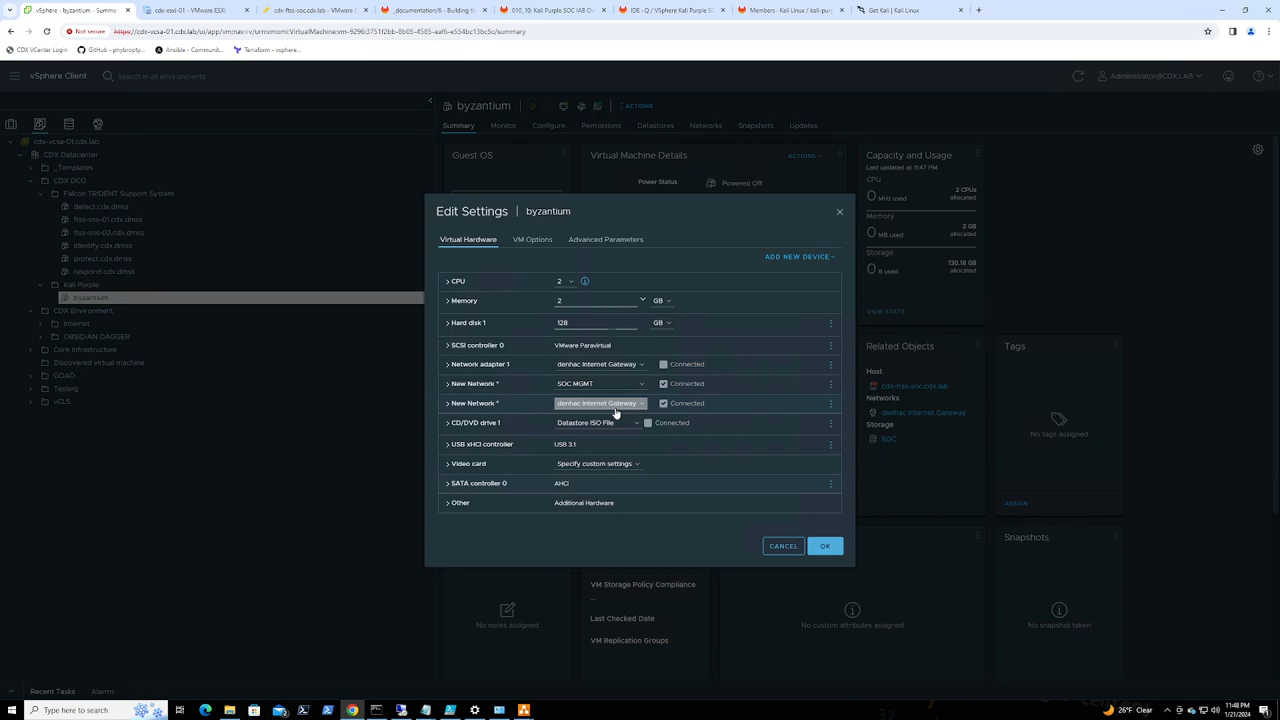 vSphere - byzantium - Summa
cdx-esxi-01 - VMware ESXi
cdx-ftss-soc.cdx.lab - VMware
_documentation/6 - Building th
010_10: Kali Purple SOC IAB Ov
IDE - Q / VSphere Kali Purple SO
Members - Kali Linux / kali-pur
Get Kali | Kali Linux
Not secure
CDX VCenter Login
GitHub - phybropty...
Ansible - Communit...
Terraform - vspher...
vSphere Client
Search in all environments
Administrator@CDX.LAB
byzantium
ACTIONS
Summary
Monitor
Configure
Permissions
Datastores
Networks
Snapshots
Updates
cdx-vcsa-01.cdx.lab
CDX Datacenter
_Templates
CDX DCO
Falcon TRIDENT Support System
detect.cdx.dmss
ftss-sns-01.cdx.dmss
ftss-sns-02.cdx.dmss
identify.cdx.dmss
protect.cdx.dmss
respond.cdx.dmss
Kali Purple
byzantium
CDX Environment
Internet
OBSIDIAN DAGGER
Core Infrastructure
Discovered virtual machine
GOAD
Testing
vCLS
Guest OS
Virtual Machine Details
ACTIONS
Power Status
Powered Off
Capacity and Usage
Last updated at 11:47 PM
CPU
0 MHz used
2 CPUs allocated
Memory
0 MB used
2 GB allocated
Storage
0 B used
130.18 GB allocated
VIEW STATS
Edit Settings | byzantium
Virtual Hardware
VM Options
Advanced Parameters
ADD NEW DEVICE
CPU 2
Memory 2 GB
Hard disk 1 128 GB
SCSI controller 0 VMware Paravirtual
Network adapter 1 denhac Internet Gateway Connected
New Network * SOC MGMT Connected
New Network * denhac Internet Gateway Connected
CD/DVD drive 1 Datastore ISO File Connected
USB xHCI controller USB 3.1
Video card Specify custom settings
SATA controller 0 AHCI
Other Additional Hardware
CANCEL
OK
Related Objects
Host
cdx-ftss-soc.cdx.lab
Networks
denhac Internet Gateway
Storage
SOC
Tags
No tags assigned
ASSIGN
No notes assigned
VM Storage Policy Compliance
--
Last Checked Date
VM Replication Groups
No custom attributes assigned
Snapshots
No snapshot taken
Recent Tasks
Alarms
Type here to search
26°F Clear
11:48 PM
1/21/2024